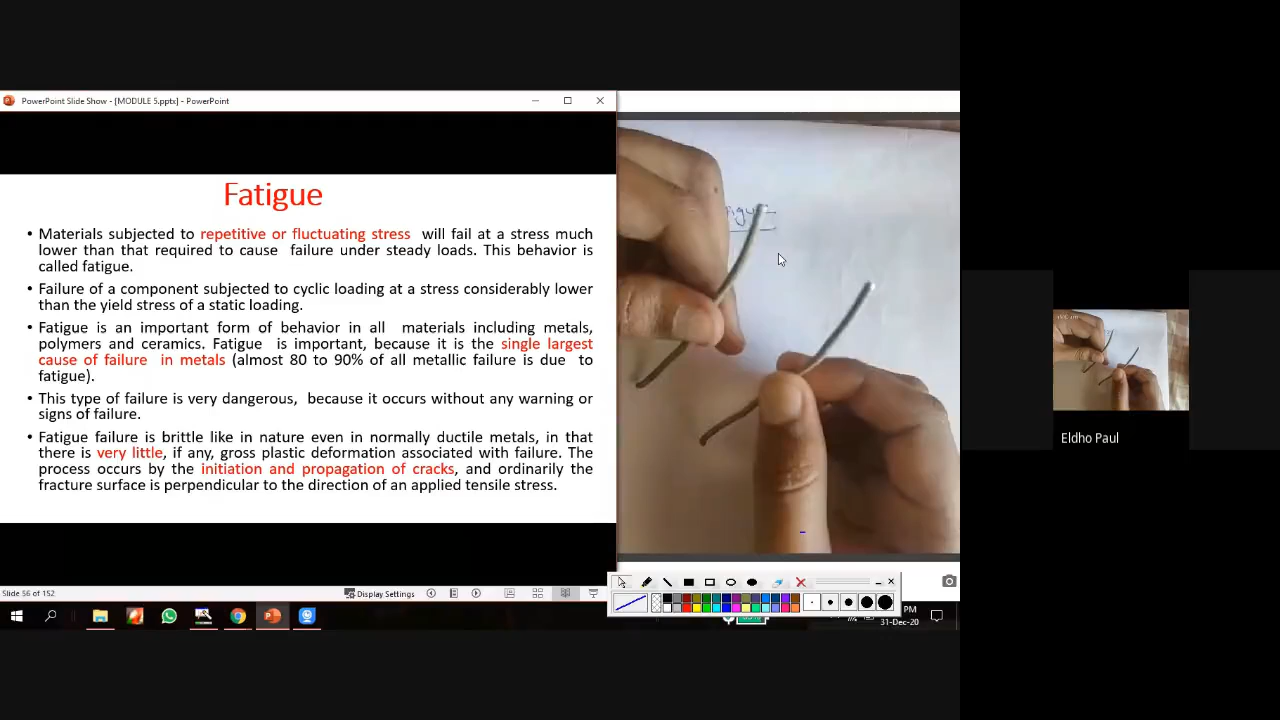 PowerPoint Slide Show - [MODULE 5.pptx] - PowerPoint
Fatigue
• Materials subjected to repetitive or fluctuating stress will fail at a stress much
lower than that required to cause failure under steady loads. This behavior is
called fatigue.
• Failure of a component subjected to cyclic loading at a stress considerably lower
than the yield stress of a static loading.
• Fatigue is an important form of behavior in all materials including metals,
polymers and ceramics. Fatigue is important, because it is the single largest
cause of failure in metals (almost 80 to 90% of all metallic failure is due to
fatigue).
• This type of failure is very dangerous, because it occurs without any warning or
signs of failure.
• Fatigue failure is brittle like in nature even in normally ductile metals, in that
there is very little, if any, gross plastic deformation associated with failure. The
process occurs by the initiation and propagation of cracks, and ordinarily the
fracture surface is perpendicular to the direction of an applied tensile stress.
Eldho Paul
Slide 56 of 152
Display Settings
PM
31-Dec-20